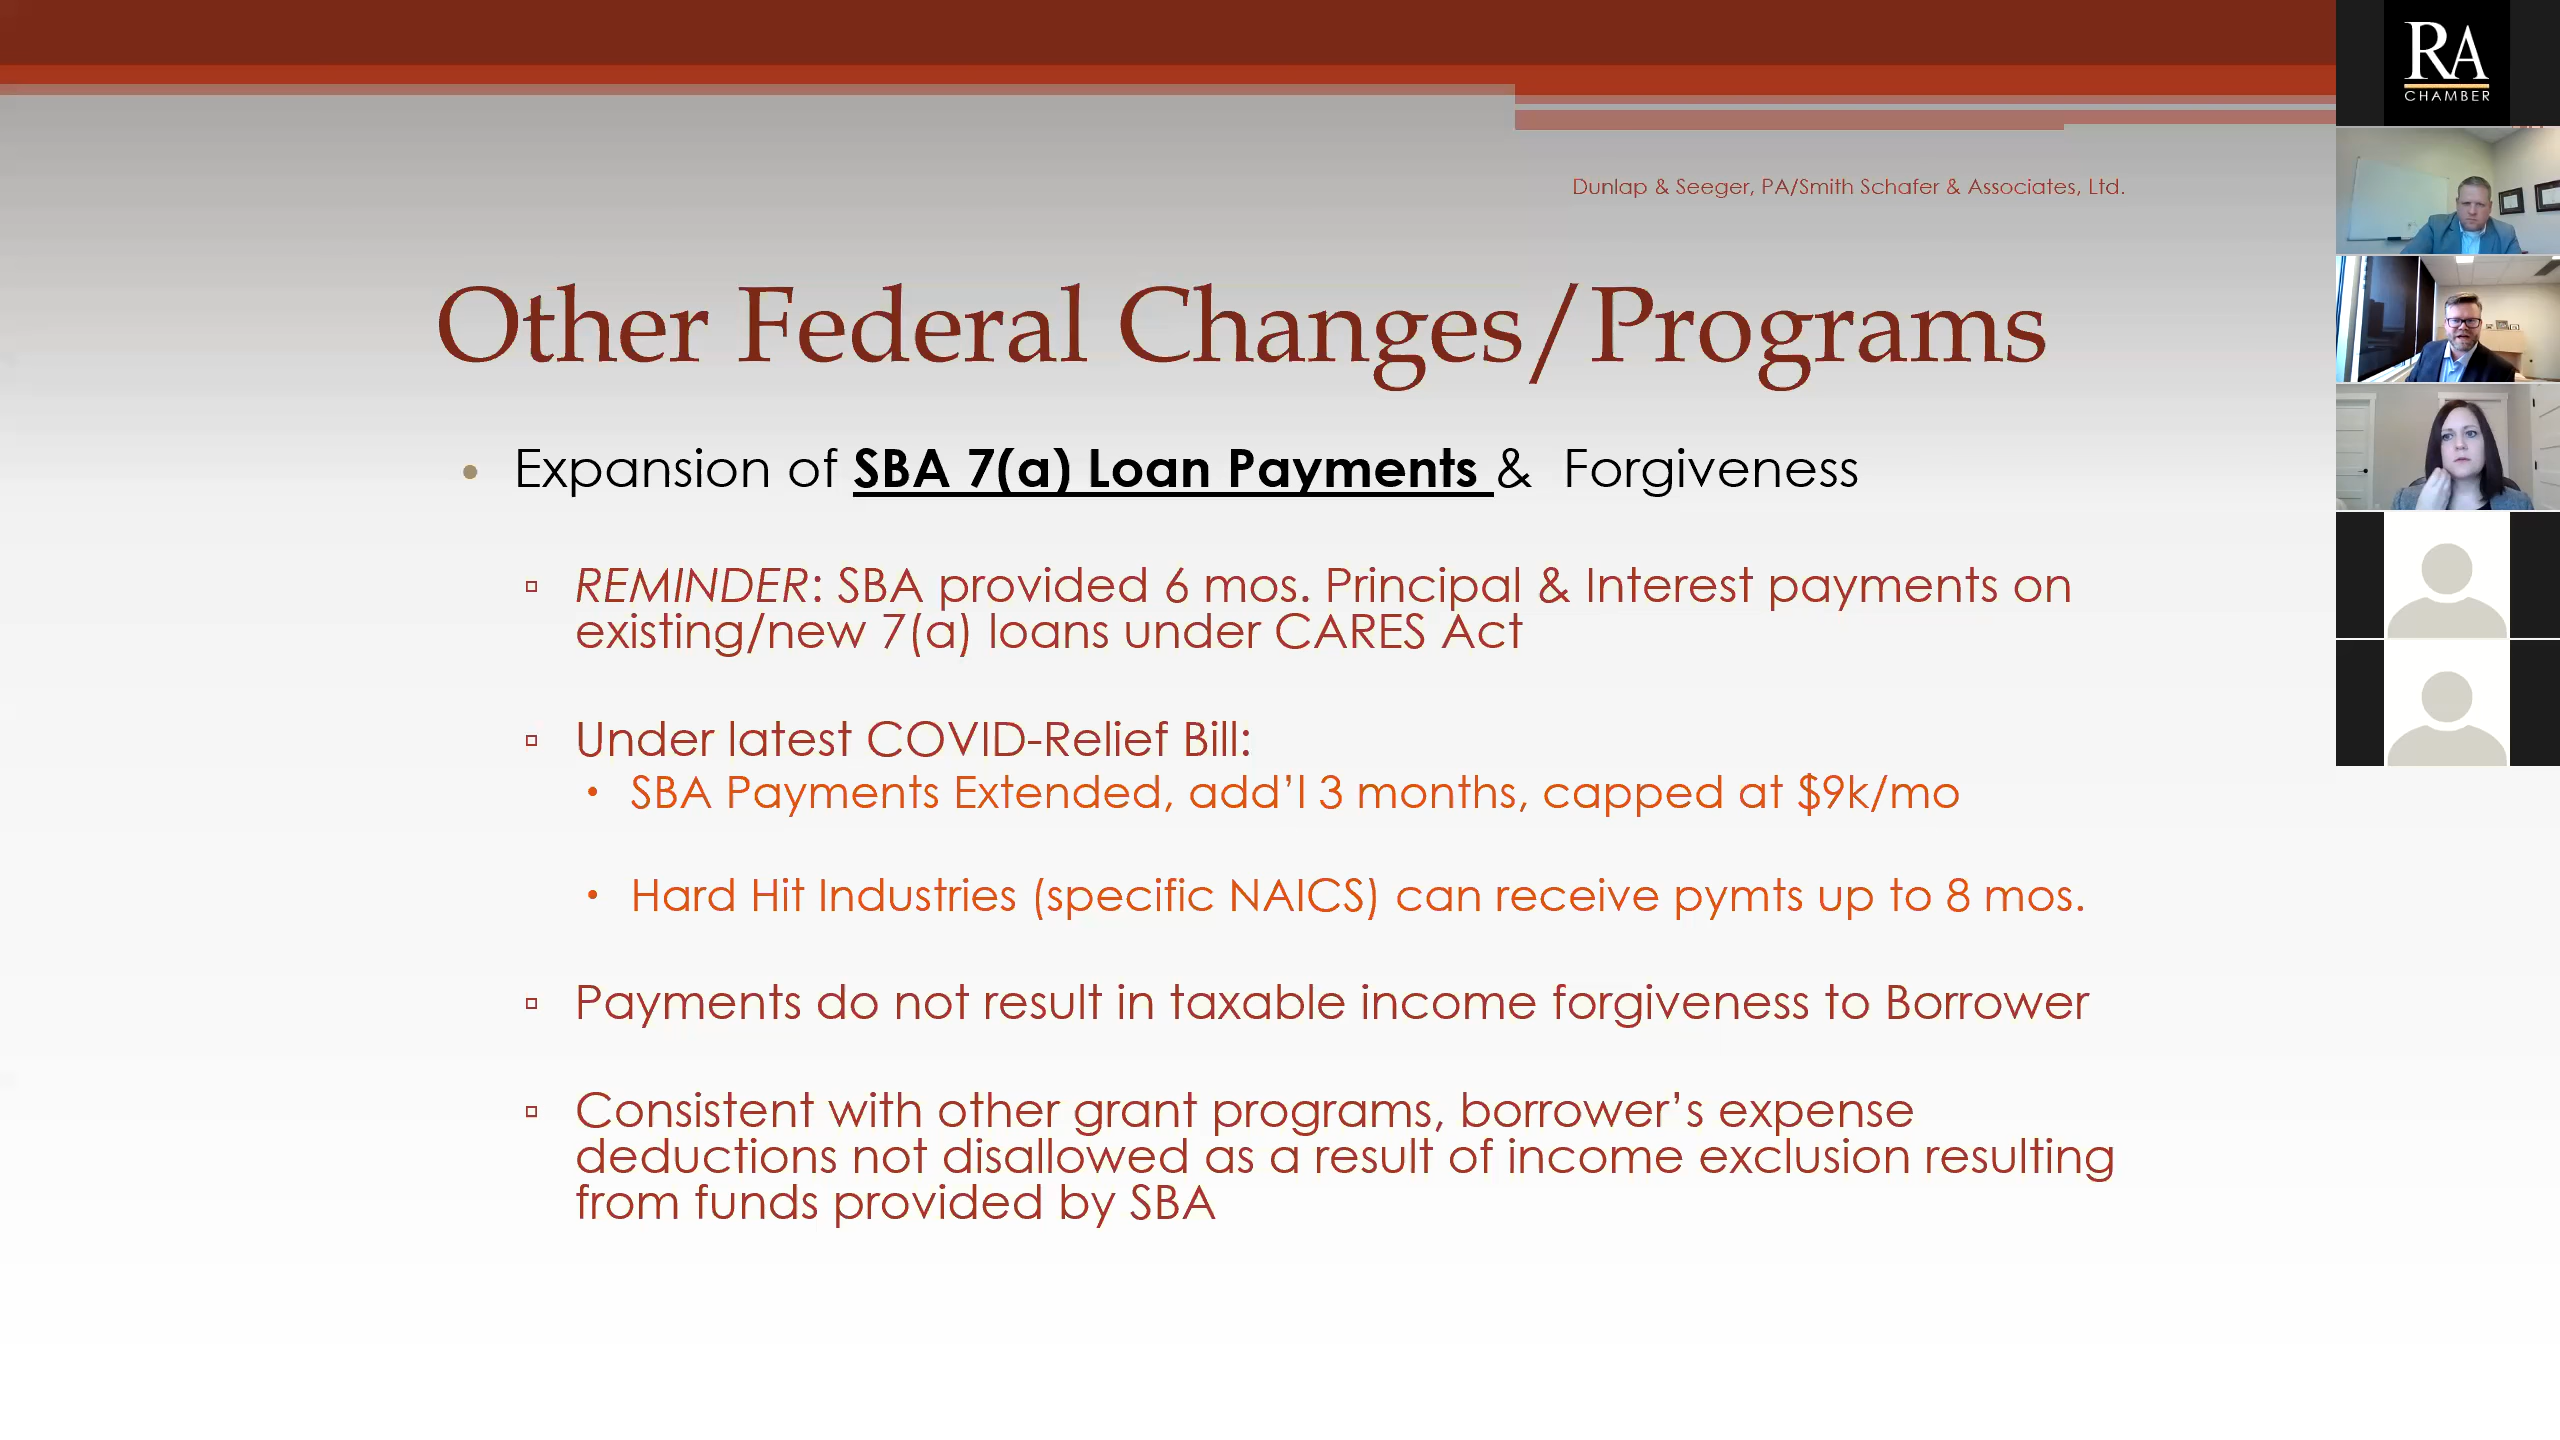 RA
CHAMBER
Dunlap & Seeger, PA/Smith Schafer & Associates, Ltd.
Other Federal Changes/Programs
• Expansion of SBA 7(a) Loan Payments & Forgiveness
▫ REMINDER: SBA provided 6 mos. Principal & Interest payments on
existing/new 7(a) loans under CARES Act
▫ Under latest COVID-Relief Bill:
• SBA Payments Extended, add’l 3 months, capped at $9k/mo
• Hard Hit Industries (specific NAICS) can receive pymts up to 8 mos.
▫ Payments do not result in taxable income forgiveness to Borrower
▫ Consistent with other grant programs, borrower’s expense
deductions not disallowed as a result of income exclusion resulting
from funds provided by SBA